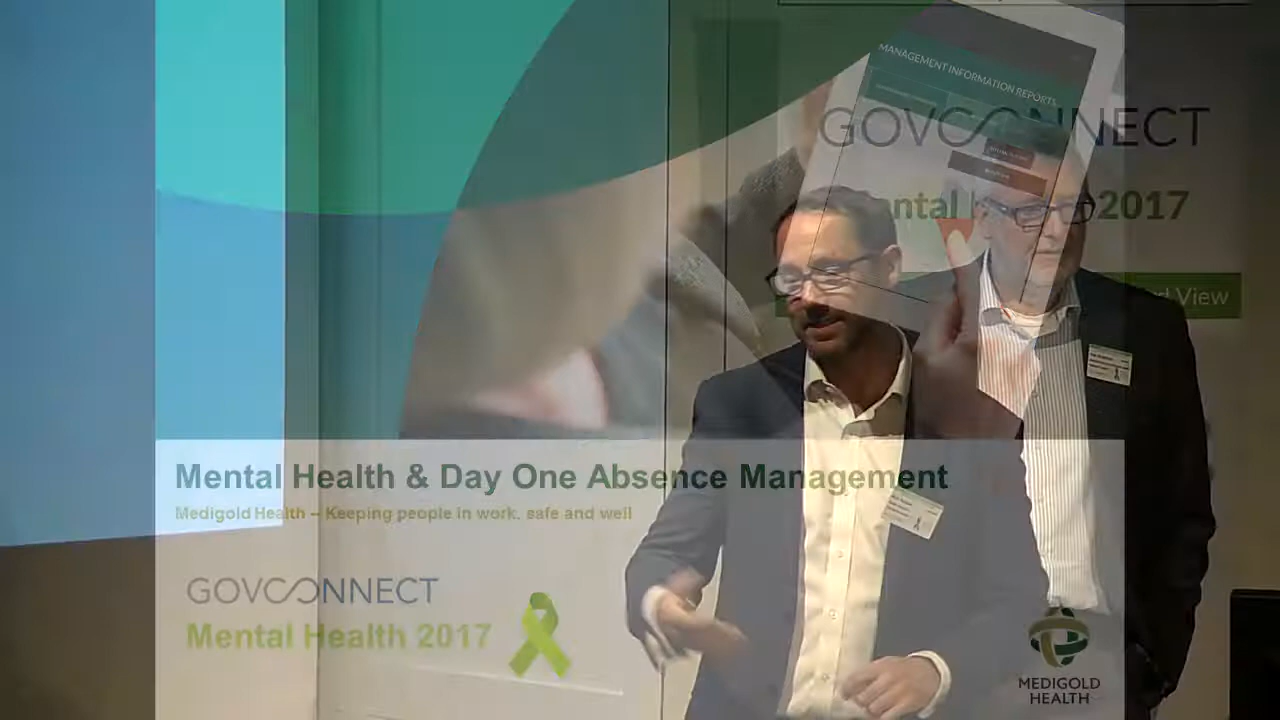 MANAGEMENT INFORMATION REPORTS
GOVCONNECT
ntal 2017
View
Mental Health & Day One Absence Management
Medigold Health – Keeping people in work, safe and well
GOVCONNECT
Mental Health 2017
MEDIGOLD
HEALTH